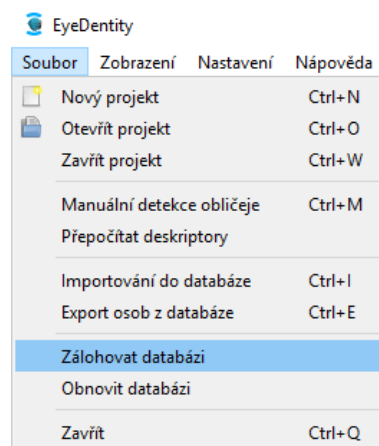 EyeDentity
Soubor Zobrazení Nastavení Nápověda
Nový projekt Ctrl+N
Otevřít projekt Ctrl+O
Zavřít projekt Ctrl+W
Manuální detekce obličeje Ctrl+M
Přepočítat deskriptory
Importování do databáze Ctrl+I
Export osob z databáze Ctrl+E
Zálohovat databázi
Obnovit databázi
Zavřít Ctrl+Q